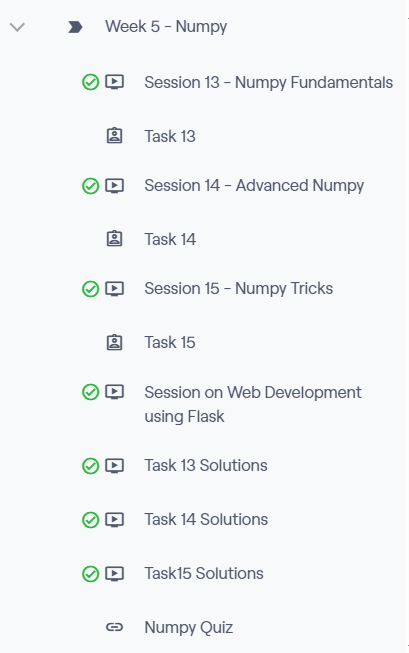 Week 5 - Numpy
Session 13 - Numpy Fundamentals
Task 13
Session 14 - Advanced Numpy
Task 14
Session 15 - Numpy Tricks
Task 15
Session on Web Development
using Flask
Task 13 Solutions
Task 14 Solutions
Task15 Solutions
Numpy Quiz